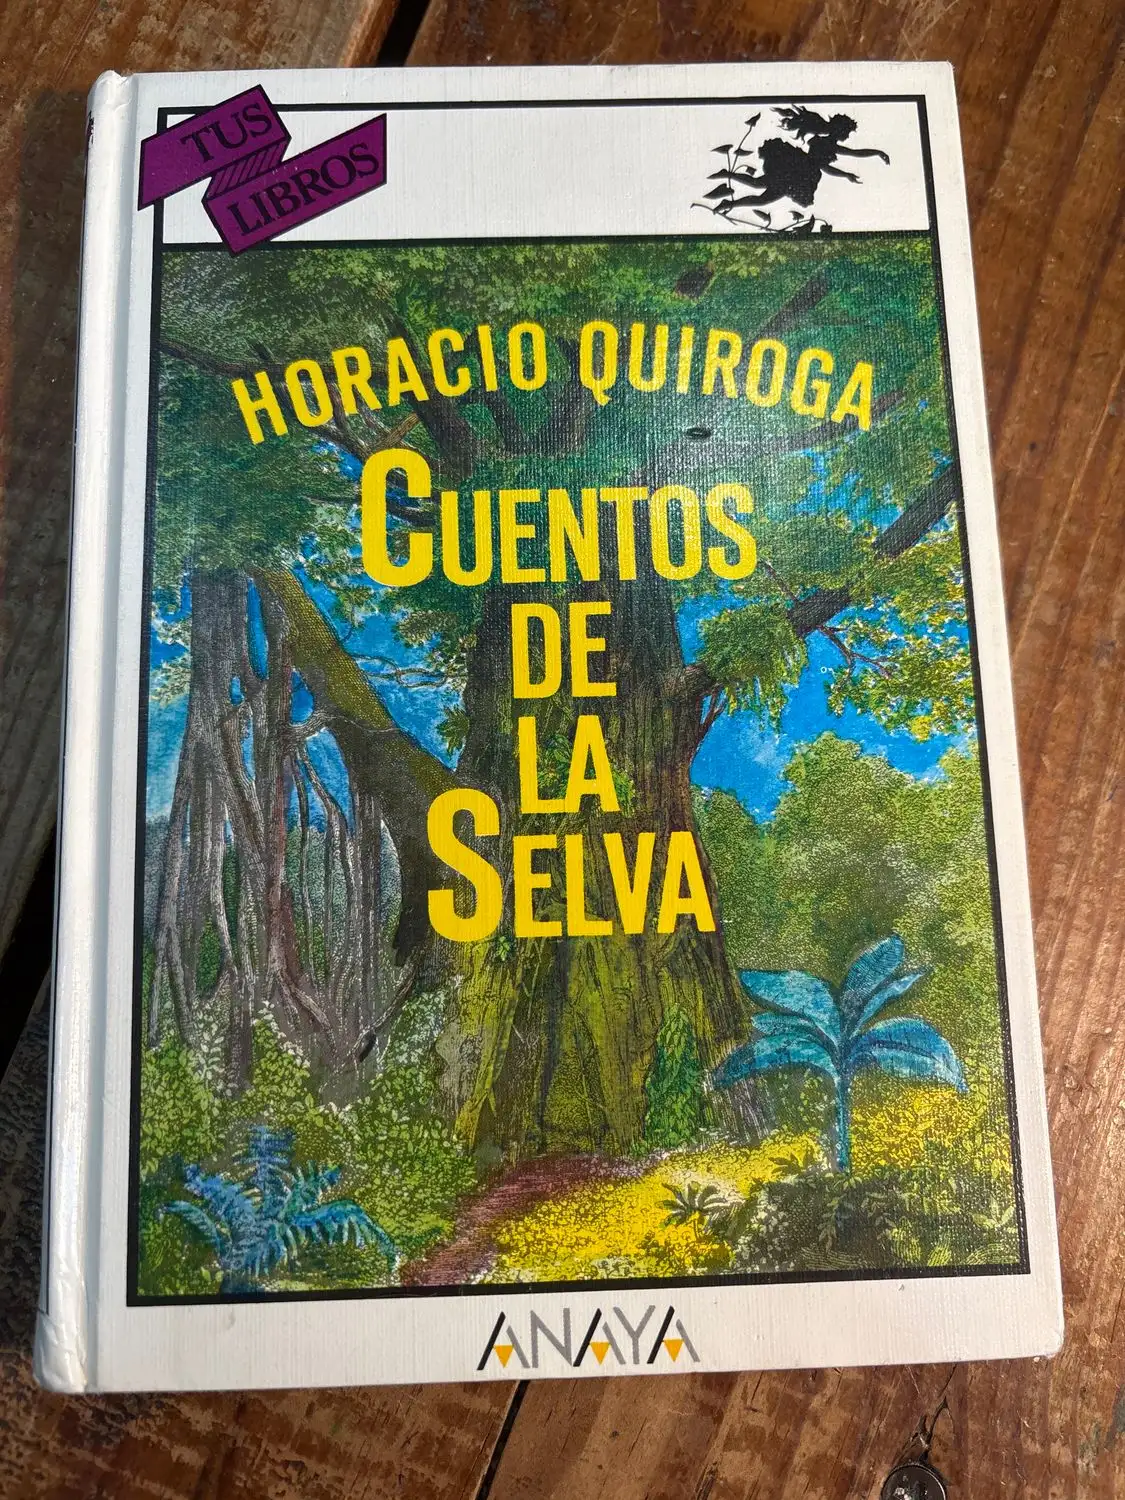 TUS
LIBROS
HORACIO QUIROGA
CUENTOS
DE
LA
SELVA
ANAYA